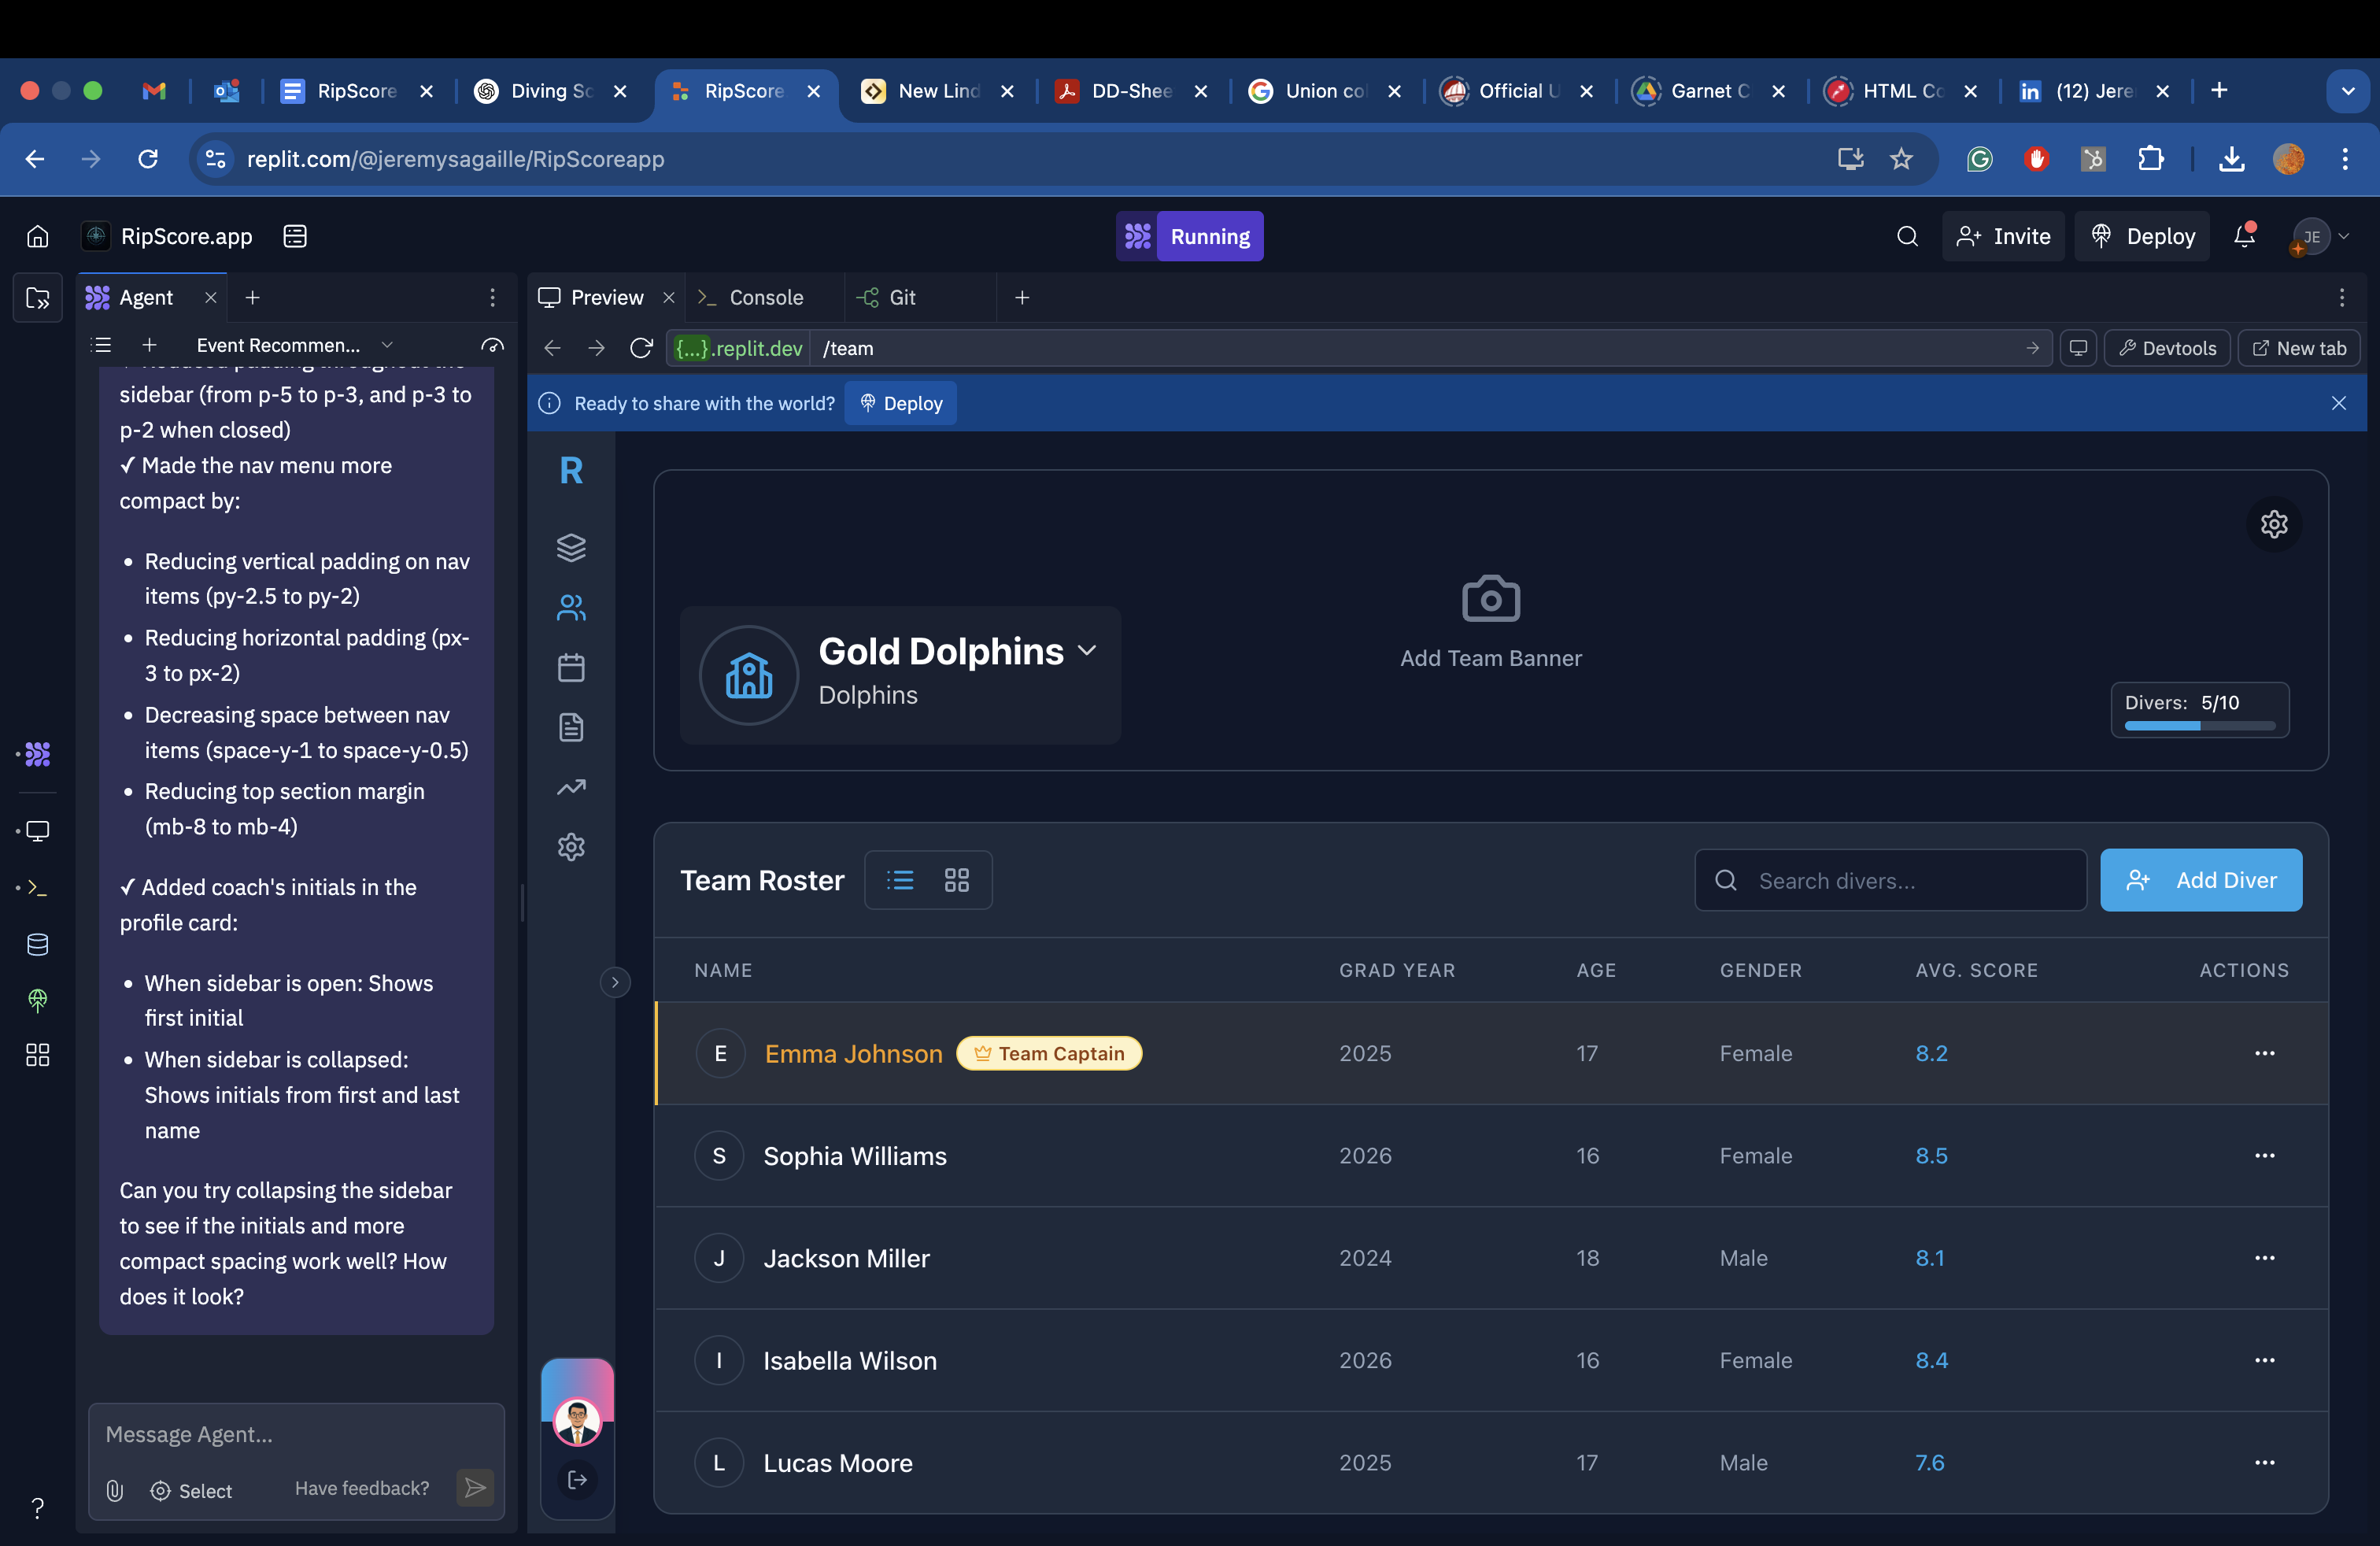 RipScore
Diving Sc
RipScore
New Lind
DD-Shee
Union col
Official U
Garnet C
HTML Co
(12) Jere
replit.com/@jeremysagaille/RipScoreapp
RipScore.app
Running
Invite
Deploy
JE
Agent
Preview
Console
Git
Event Recommen...
{...}.replit.dev
/team
Devtools
New tab
Ready to share with the world?
Deploy
Reduced padding throughout the
sidebar (from p-5 to p-3, and p-3 to
p-2 when closed)
✓ Made the nav menu more
compact by:
• Reducing vertical padding on nav
items (py-2.5 to py-2)
• Reducing horizontal padding (px-
3 to px-2)
• Decreasing space between nav
items (space-y-1 to space-y-0.5)
• Reducing top section margin
(mb-8 to mb-4)
✓ Added coach's initials in the
profile card:
• When sidebar is open: Shows
first initial
• When sidebar is collapsed:
Shows initials from first and last
name
Can you try collapsing the sidebar
to see if the initials and more
compact spacing work well? How
does it look?
Message Agent...
Select
Have feedback?
R
Gold Dolphins
Dolphins
Add Team Banner
Divers: 5/10
Team Roster
Search divers...
Add Diver
NAME GRAD YEAR AGE GENDER AVG. SCORE ACTIONS
E Emma Johnson Team Captain 2025 17 Female 8.2 ...
S Sophia Williams 2026 16 Female 8.5 ...
J Jackson Miller 2024 18 Male 8.1 ...
I Isabella Wilson 2026 16 Female 8.4 ...
L Lucas Moore 2025 17 Male 7.6 ...